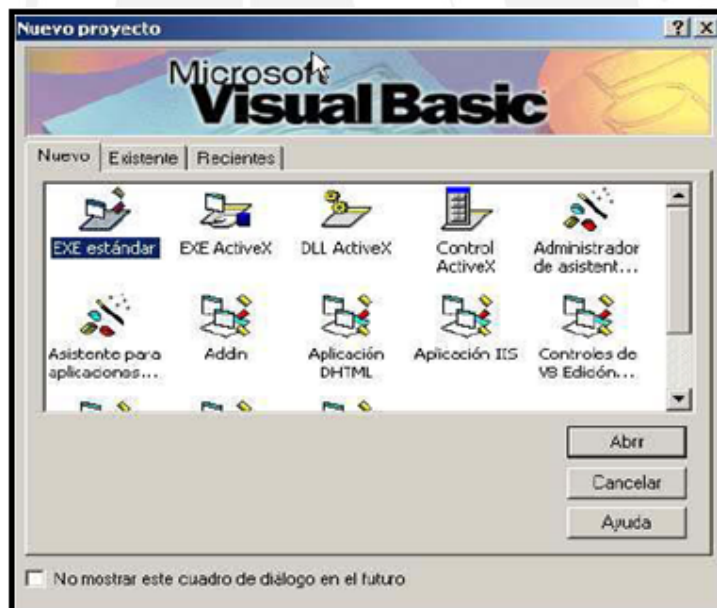 Nuevo proyecto
Microsoft
Visual Basic
Nuevo
Existente
Recientes
EXE estándar
EXE ActiveX
DLL ActiveX
Control
ActiveX
Administrador
de asistent...
Asistente para
aplicaciones...
Addin
Aplicación
DHTML
Aplicación IIS
Controles de
VB Edición...
Abrir
Cancelar
Ayuda
No mostrar este cuadro de diálogo en el futuro